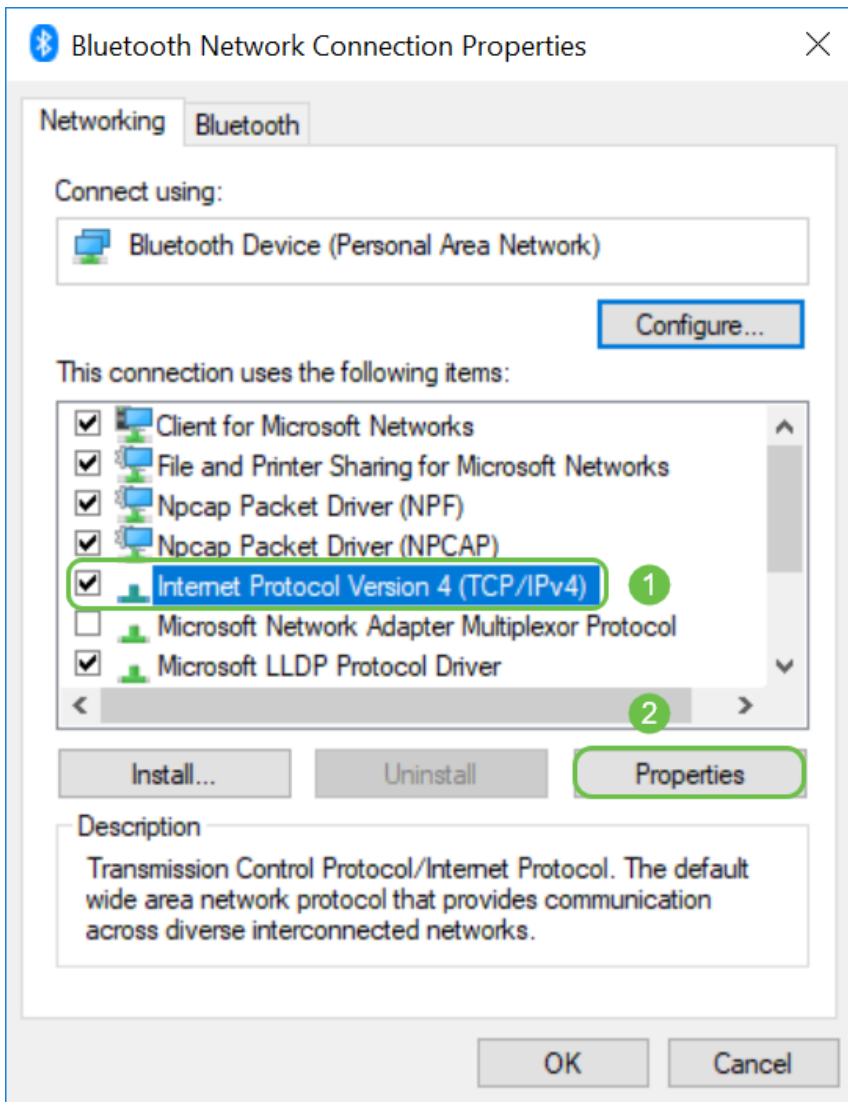 Bluetooth Network Connection Properties
Networking
Bluetooth
Connect using:
Bluetooth Device (Personal Area Network)
Configure...
This connection uses the following items:
Client for Microsoft Networks
File and Printer Sharing for Microsoft Networks
Npcap Packet Driver (NPF)
Npcap Packet Driver (NPCAP)
Internet Protocol Version 4 (TCP/IPv4)
1
Microsoft Network Adapter Multiplexor Protocol
Microsoft LLDP Protocol Driver
2
Install...
Uninstall
Properties
Description
Transmission Control Protocol/Internet Protocol. The default
wide area network protocol that provides communication
across diverse interconnected networks.
OK
Cancel